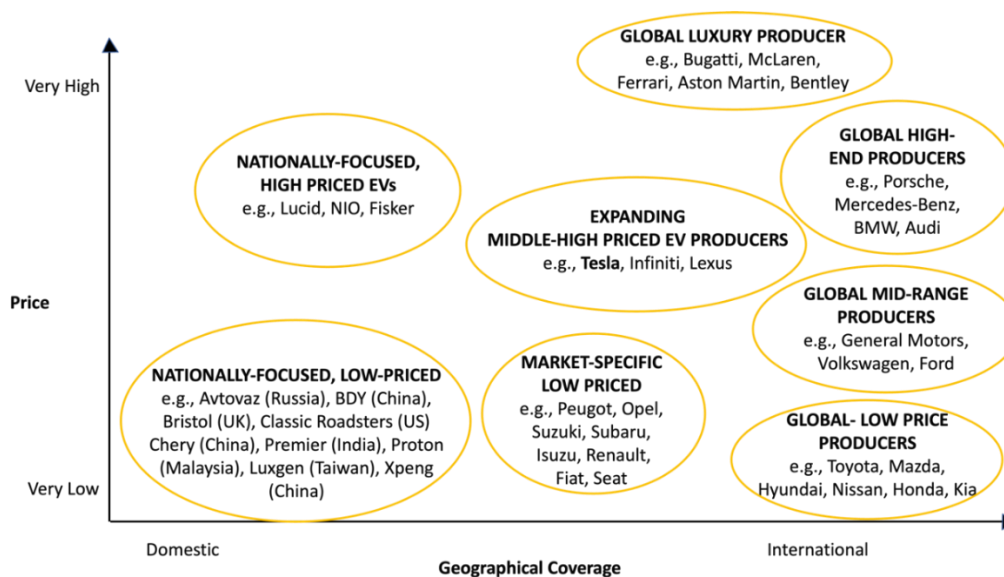 Very High
GLOBAL LUXURY PRODUCER
e.g., Bugatti, McLaren,
Ferrari, Aston Martin, Bentley
NATIONALLY-FOCUSED,
HIGH PRICED EVs
e.g., Lucid, NIO, Fisker
GLOBAL HIGH-
END PRODUCERS
e.g., Porsche,
Mercedes-Benz,
BMW, Audi
EXPANDING
MIDDLE-HIGH PRICED EV PRODUCERS
e.g., Tesla, Infiniti, Lexus
Price
GLOBAL MID-RANGE
PRODUCERS
e.g., General Motors,
Volkswagen, Ford
NATIONALLY-FOCUSED, LOW-PRICED
e.g., Avtovaz (Russia), BDY (China),
Bristol (UK), Classic Roadsters (US)
Chery (China), Premier (India), Proton
(Malaysia), Luxgen (Taiwan), Xpeng
(China)
MARKET-SPECIFIC
LOW PRICED
e.g., Peugot, Opel,
Suzuki, Subaru,
Isuzu, Renault,
Fiat, Seat
GLOBAL- LOW PRICE
PRODUCERS
e.g., Toyota, Mazda,
Hyundai, Nissan, Honda, Kia
Very Low
Domestic
International
Geographical Coverage